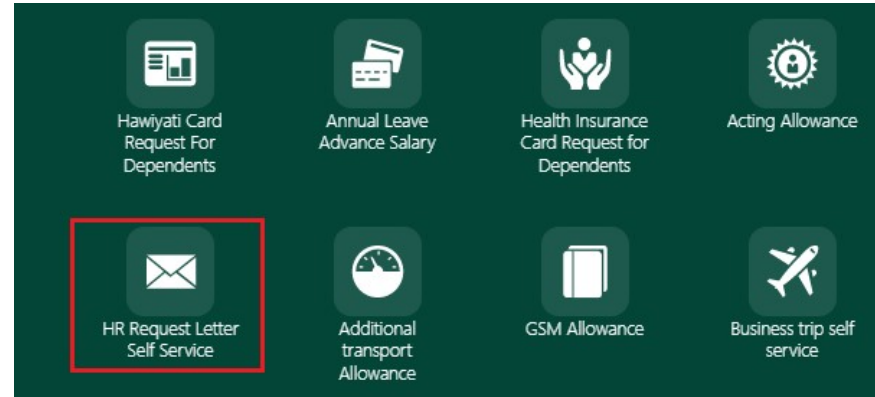 Hawiyati Card
Request For
Dependents
Annual Leave
Advance Salary
Health Insurance
Card Request for
Dependents
Acting Allowance
HR Request Letter
Self Service
Additional
transport
Allowance
GSM Allowance
Business trip self
service